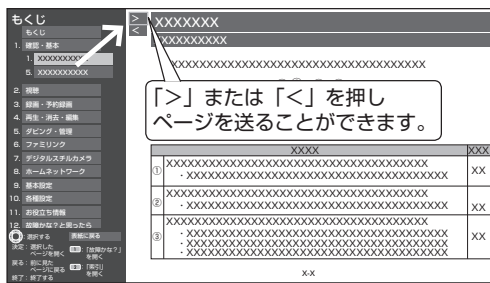 もくじ
もくじ
1. 確認・基本
1. XXXXXXXXXX
5. XXXXXXXXXX
2. 視聴
3. 録画・予約録画
4. 再生・消去・編集
5. ダビング・管理
6. ファミリンク
7. デジタルスチルカメラ
8. ホームネットワーク
9. 基本設定
10. 各種設定
11. お役立ち情報
12. 故障かな?と思ったら
:選択する 表紙に戻る
決定:選択したページを開く
「故障かな?」を開く
戻る:前に見たページに戻る
「索引」を開く
終了:終了する
>
<
XXXXXXX
XXXXXXXXXX
XXXXXXXXXXXXXXXXXXXXXXXXXXXXXX
「>」または「<」を押し
ページを送ることができます。
XXXX XXX
① XXXXXXXXXXXXXXXXXXXXXXXXXXXXXXXXXX
・XXXXXXXXXXXXXXXXXXXXXXXXXXXXXXXXXX XX
② XXXXXXXXXXXXXXXXXXXXXXXXXXXXXXXXXX
・XXXXXXXXXXXXXXXXXXXXXXXXXXXXXXXX XX
XXXXXXXXXXXXXXXXXXXXXXXXXXXXXXXXXX
・XXXXXXXXXXXXXXXXXXXXXXXXXXXXXXXX
③ ・XXXXXXXXXXXXXXXXXXXXXXXXXXXXXXXX XX
・XXXXXXXXXXXXXXXXXXXXXXXXXXXXXXXX
x-x